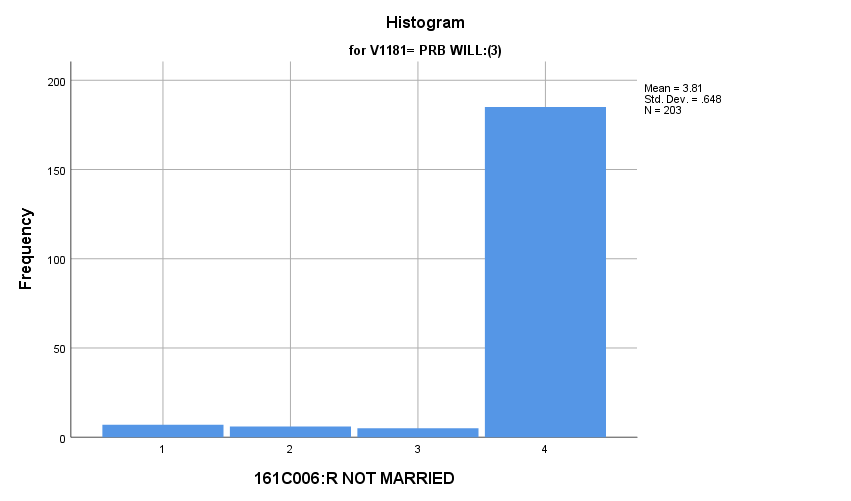 Histogram
for V1181= PRB WILL:(3)
Mean = 3.81
Std. Dev. = .648
N = 203
Frequency
200
150
100
50
0
1 2 3 4
161C006:R NOT MARRIED